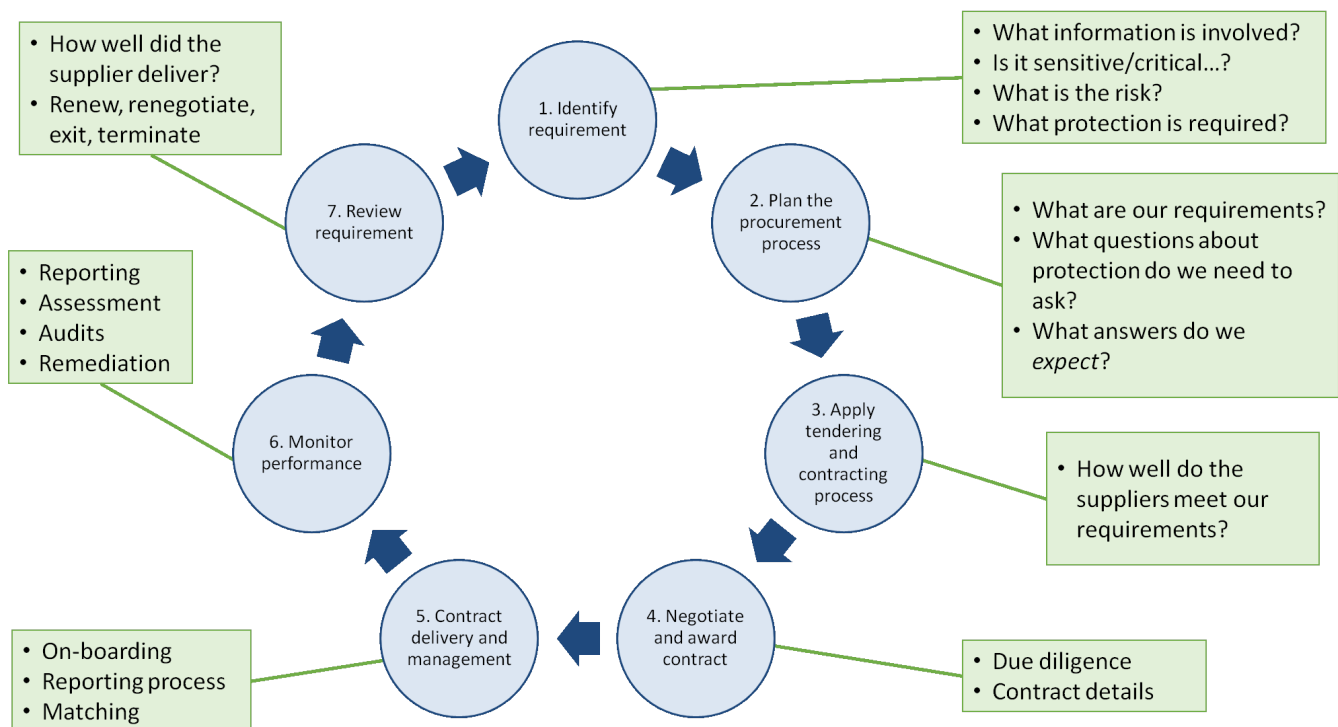 • How well did the
supplier deliver?
• Renew, renegotiate,
exit, terminate
1. Identify
requirement
• What information is involved?
• Is it sensitive/critical…?
• What is the risk?
• What protection is required?
2. Plan the
procurement
process
• What are our requirements?
• What questions about
protection do we need to
ask?
• What answers do we
expect?
3. Apply
tendering
and
contracting
process
• How well do the
suppliers meet our
requirements?
4. Negotiate
and award
contract
• Due diligence
• Contract details
5. Contract
delivery and
management
• On-boarding
• Reporting process
• Matching
6. Monitor
performance
• Reporting
• Assessment
• Audits
• Remediation
7. Review
requirement